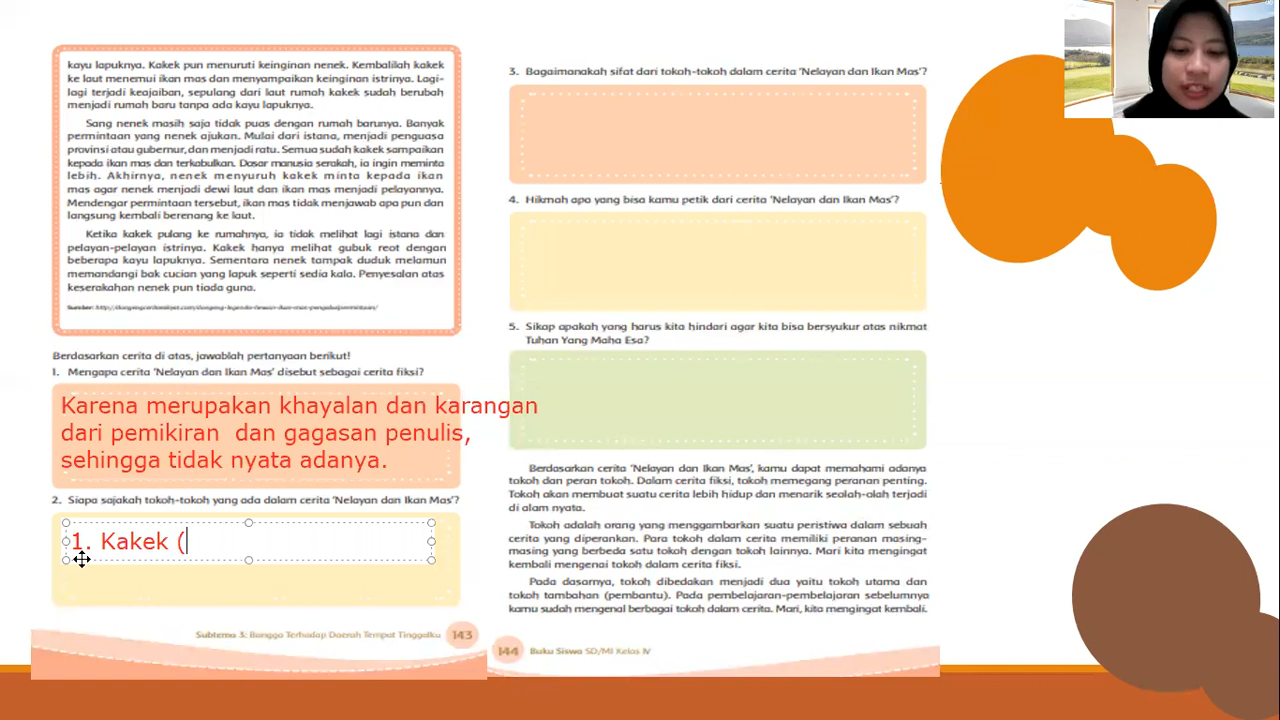 kayu lapuknya. Kakek pun menuruti keinginan nenek. Kembalilah kakek
ke laut menemui ikan mas dan menyampaikan keinginan istrinya. Lagi-
lagi terjadi keajaiban, sepulang dari laut rumah kakek sudah berubah
menjadi rumah baru tanpa ada kayu lapuknya.
Sang nenek masih saja tidak puas dengan rumah barunya. Banyak
permintaan yang nenek ajukan. Mulai dari istana, menjadi penguasa
provinsi atau gubernur, dan menjadi ratu. Semua sudah kakek sampaikan
kepada ikan mas dan terkabulkan. Dasar manusia serakah, ia ingin meminta
lebih. Akhirnya, nenek menyuruh kakek minta kepada ikan
mas agar nenek menjadi dewi laut dan ikan mas menjadi pelayannya.
Mendengar permintaan tersebut, ikan mas tidak menjawab apa pun dan
langsung kembali berenang ke laut.
Ketika kakek pulang ke rumahnya, ia tidak melihat lagi istana dan
pelayan-pelayan istrinya. Kakek hanya melihat gubuk reot dengan
beberapa kayu lapuknya. Sementara nenek tampak duduk melamun
memandangi bak cucian yang lapuk seperti sedia kala. Penyesalan atas
keserakahan nenek pun tiada guna.
Sumber:
Berdasarkan cerita di atas, jawablah pertanyaan berikut!
1. Mengapa cerita 'Nelayan dan Ikan Mas' disebut sebagai cerita fiksi?
Karena merupakan khayalan dan karangan
dari pemikiran dan gagasan penulis,
sehingga tidak nyata adanya.
2. Siapa sajakah tokoh-tokoh yang ada dalam cerita 'Nelayan dan Ikan Mas'?
1. Kakek (
Subtema 3: Bangga Terhadap Daerah Tempat Tinggalku 143
3. Bagaimanakah sifat dari tokoh-tokoh dalam cerita 'Nelayan dan Ikan Mas'?
4. Hikmah apa yang bisa kamu petik dari cerita 'Nelayan dan Ikan Mas'?
5. Sikap apakah yang harus kita hindari agar kita bisa bersyukur atas nikmat
Tuhan Yang Maha Esa?
Berdasarkan cerita 'Nelayan dan Ikan Mas', kamu dapat memahami adanya
tokoh dan peran tokoh. Dalam cerita fiksi, tokoh memegang peranan penting.
Tokoh akan membuat suatu cerita lebih hidup dan menarik seolah-olah terjadi
di alam nyata.
Tokoh adalah orang yang menggambarkan suatu peristiwa dalam sebuah
cerita yang diperankan. Para tokoh dalam cerita memiliki peranan masing-
masing yang berbeda satu tokoh dengan tokoh lainnya. Mari kita mengingat
kembali mengenai tokoh dalam cerita fiksi.
Pada dasarnya, tokoh dibedakan menjadi dua yaitu tokoh utama dan
tokoh tambahan (pembantu). Pada pembelajaran-pembelajaran sebelumnya
kamu sudah mengenal berbagai tokoh dalam cerita. Mari, kita mengingat kembali.
144 Buku Siswa SD/MI Kelas IV